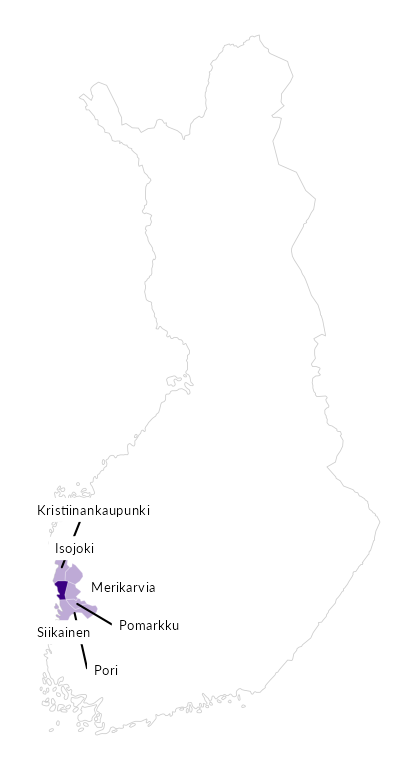 Kristiinankaupunki
Isojoki
Merikarvia
Pomarkku
Siikainen
Pori